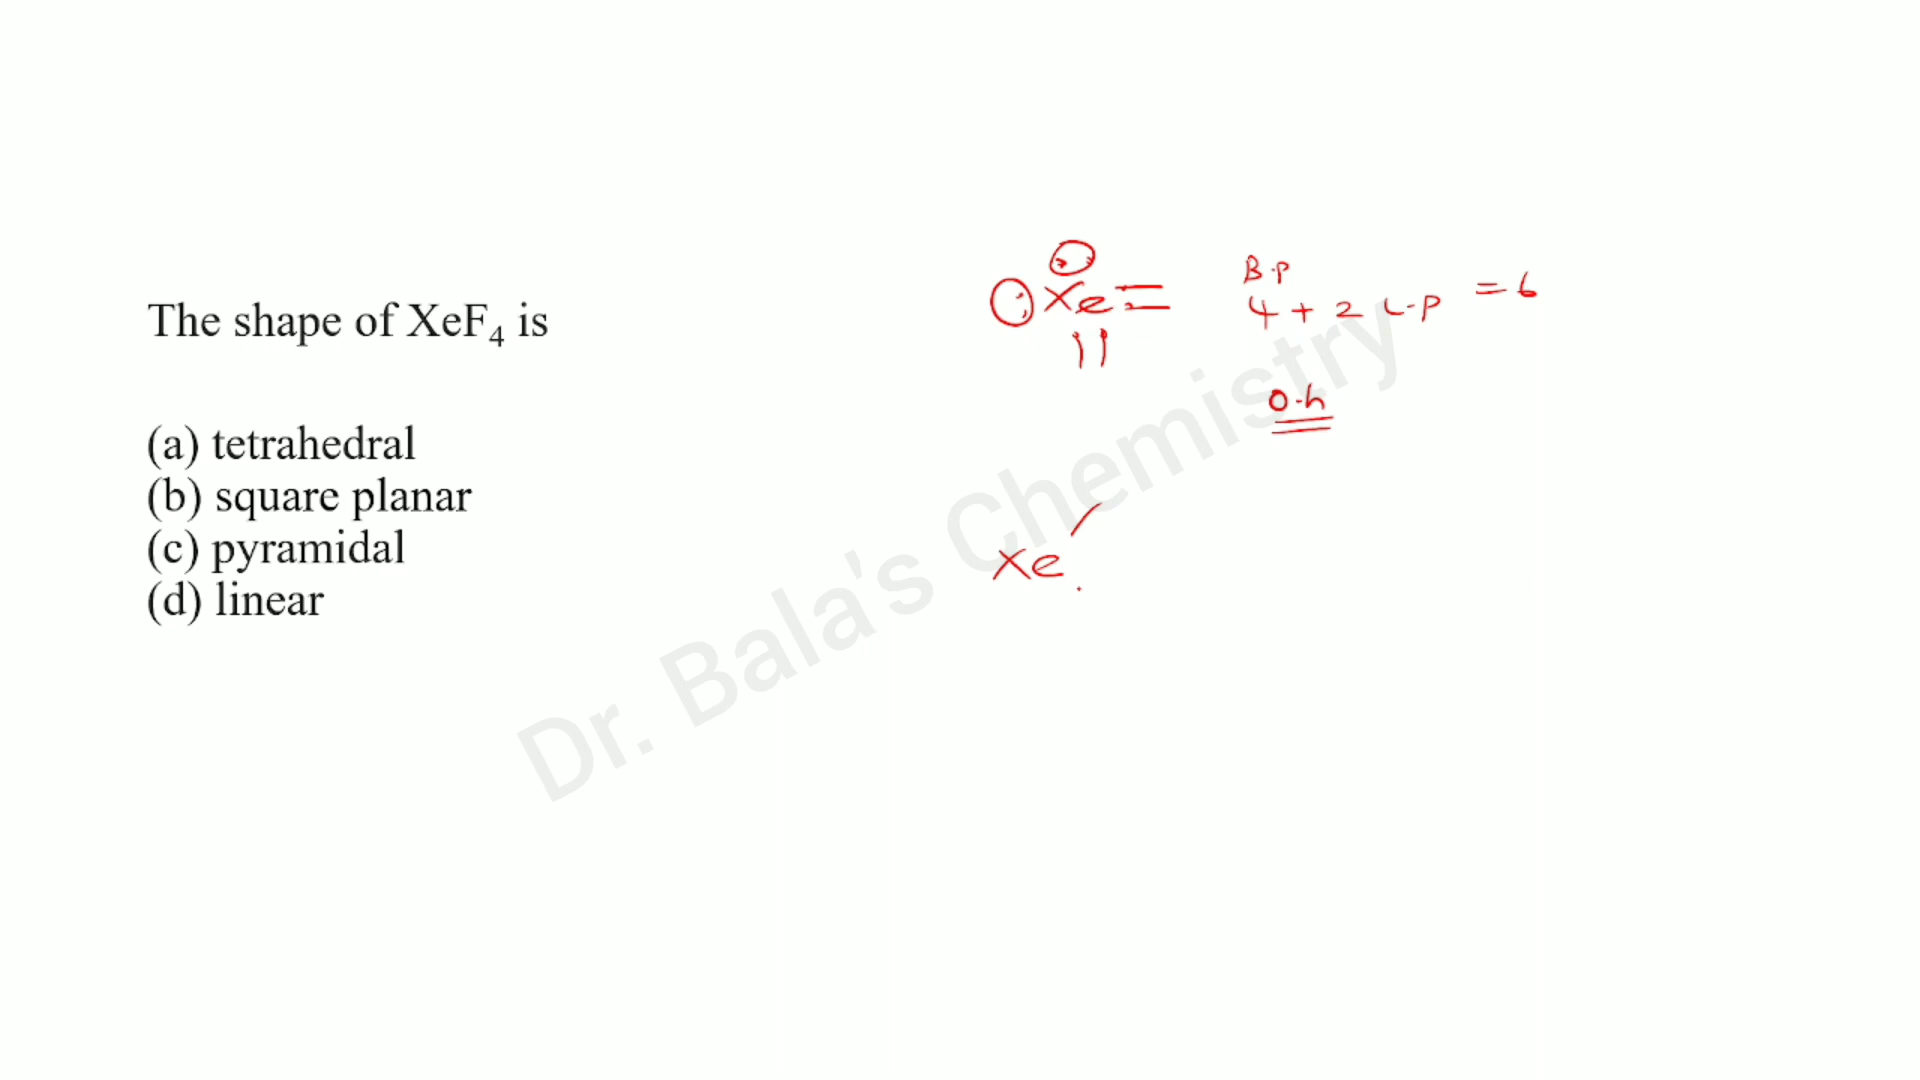 The shape of XeF₄ is
(a) tetrahedral
(b) square planar
(c) pyramidal
(d) linear
Xe
B.P
4 + 2 L-P = 6
O.h
Xe
Dr. Bala's Chemistry